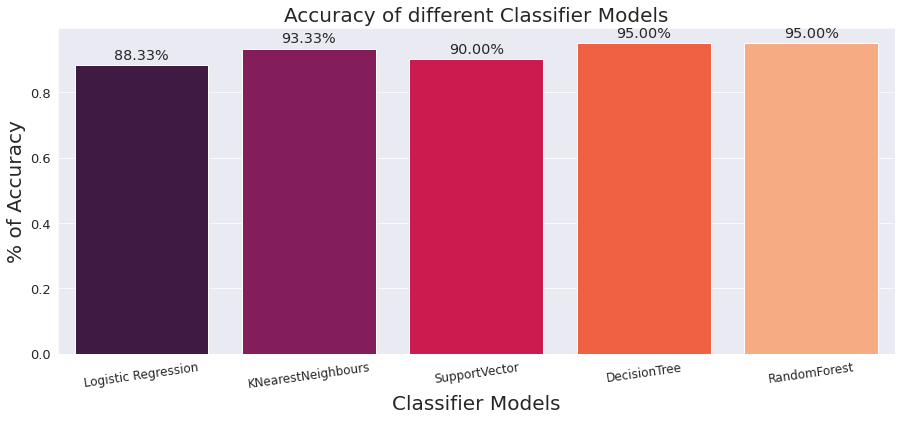 Accuracy of different Classifier Models
88.33%
93.33%
90.00%
95.00%
95.00%
% of Accuracy
0.8
0.6
0.4
0.2
0.0
Logistic Regression
KNearestNeighbours
SupportVector
DecisionTree
RandomForest
Classifier Models